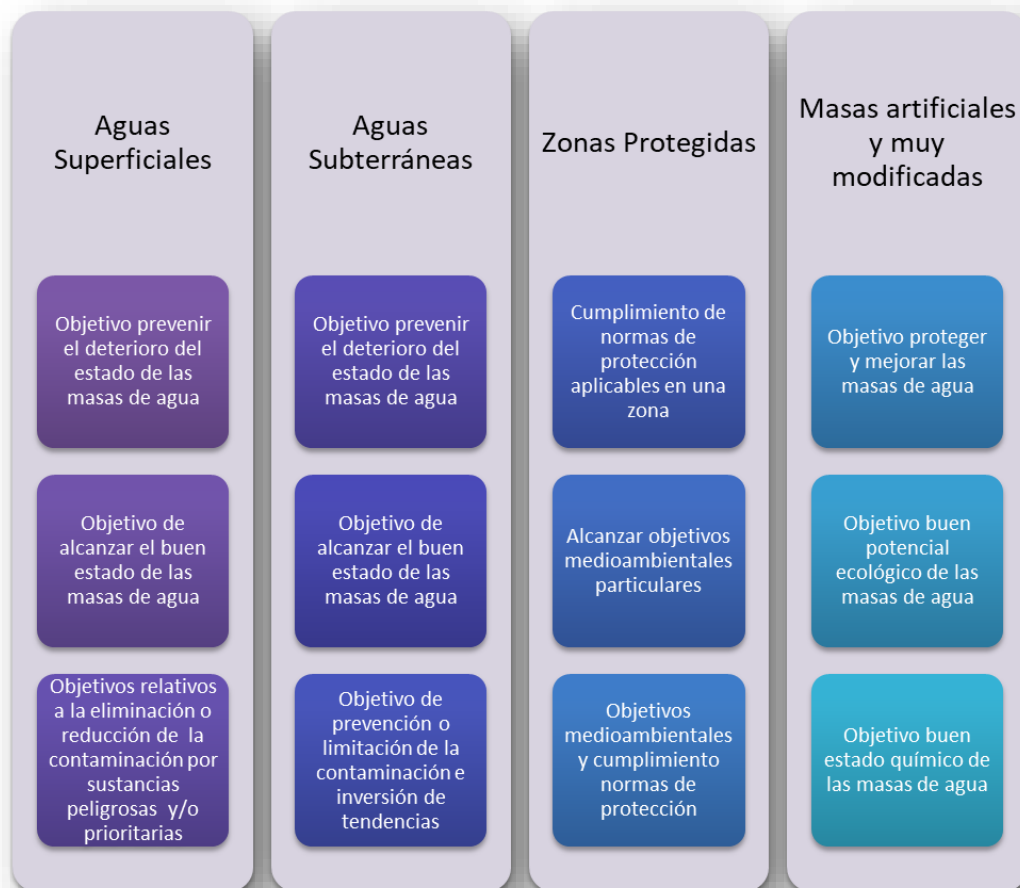 Aguas
Superficiales
Objetivo prevenir
el deterioro del
estado de las
masas de agua
Objetivo de
alcanzar el buen
estado de las
masas de agua
Objetivos relativos
a la eliminación o
reducción de la
contaminación por
sustancias
peligrosas y/o
prioritarias
Aguas
Subterráneas
Objetivo prevenir
el deterioro del
estado de las
masas de agua
Objetivo de
alcanzar el buen
estado de las
masas de agua
Objetivo de
prevención o
limitación de la
contaminación e
inversión de
tendencias
Zonas Protegidas
Cumplimiento de
normas de
protección
aplicables en una
zona
Alcanzar objetivos
medioambientales
particulares
Objetivos
medioambientales
y cumplimiento
normas de
protección
Masas artificiales
y muy
modificadas
Objetivo proteger
y mejorar las
masas de agua
Objetivo buen
potencial
ecológico de las
masas de agua
Objetivo buen
estado químico de
las masas de agua